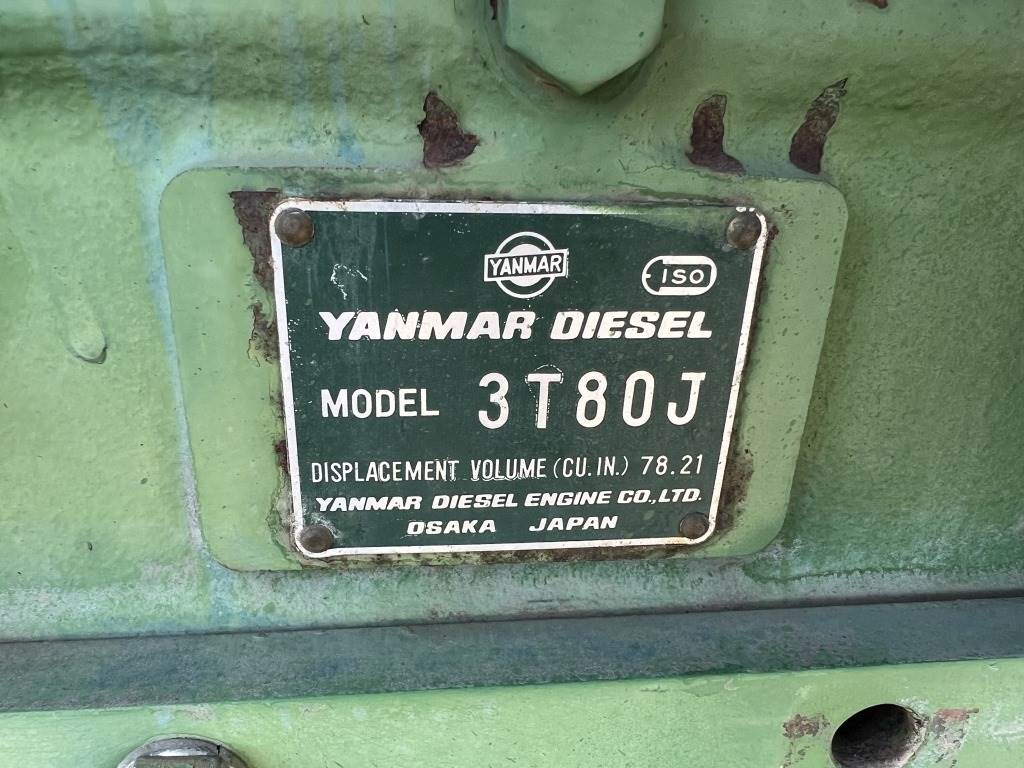 YANMAR
ISO
YANMAR DIESEL
MODEL 3T80J
DISPLACEMENT VOLUME (CU. IN.) 78.21
YANMAR DIESEL ENGINE CO., LTD.
OSAKA JAPAN